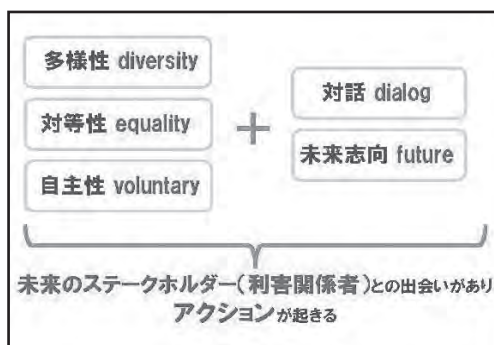 多様性 diversity
対等性 equality
自主性 voluntary
+
対話 dialog
未来志向 future
未来のステークホルダー(利害関係者)との出会いがあり
アクションが起きる